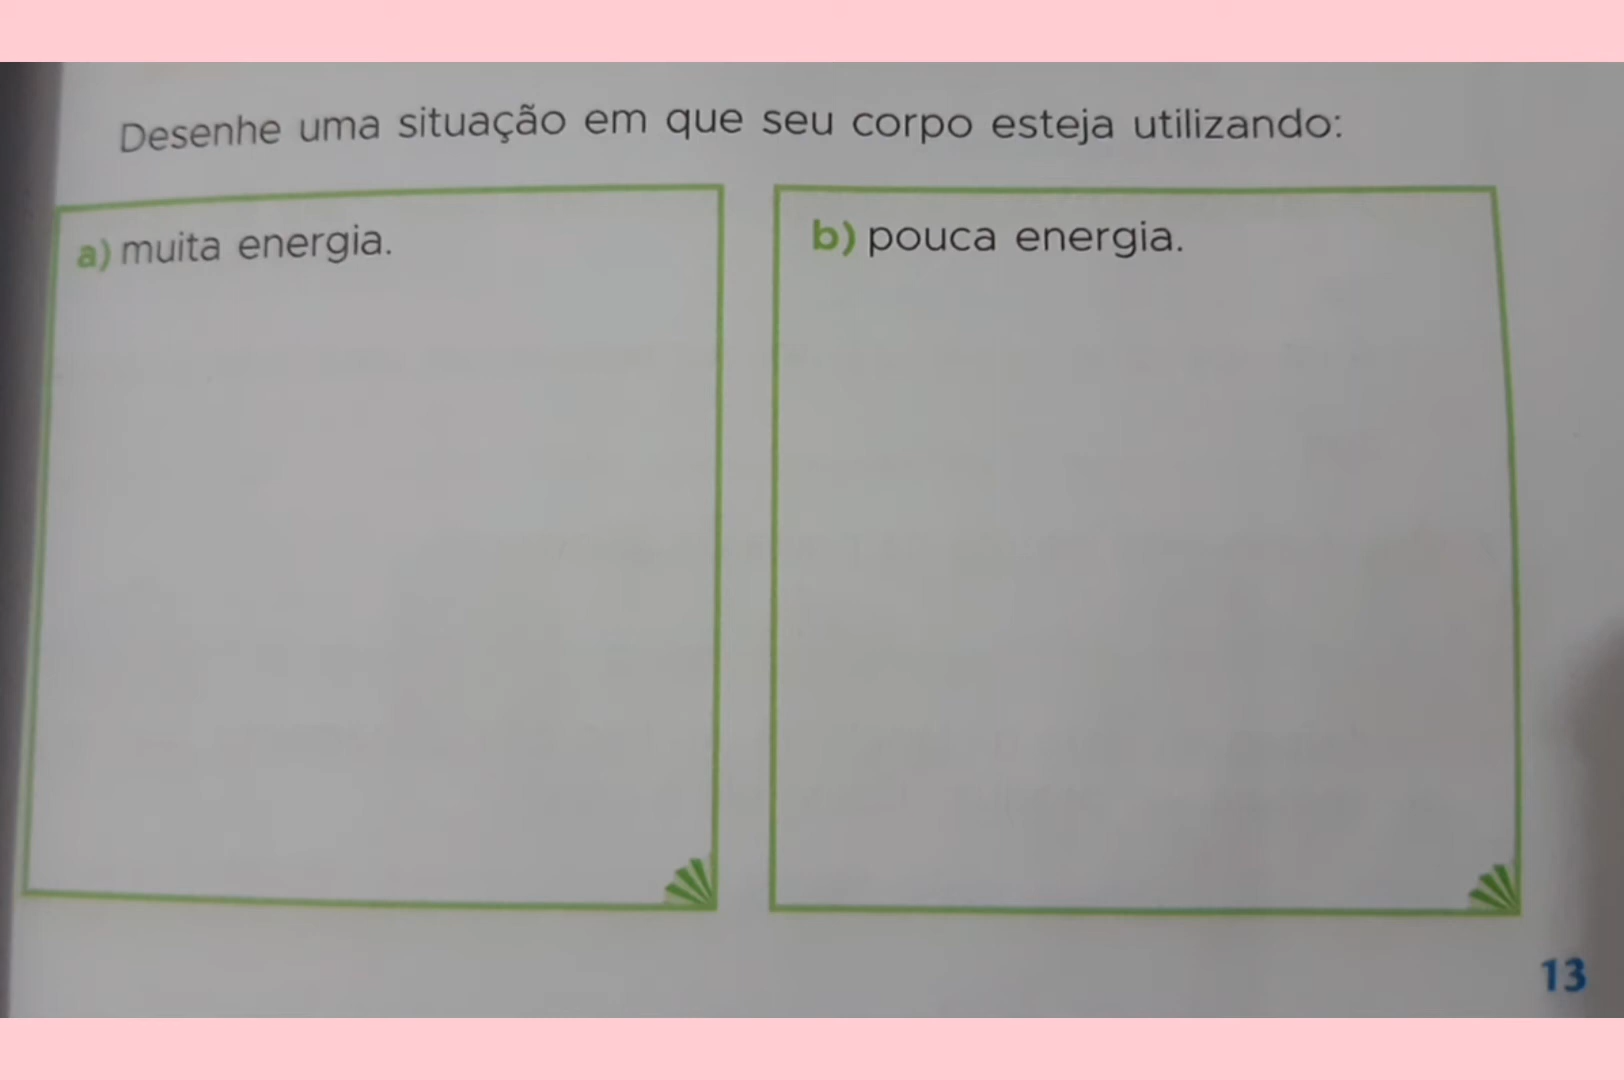 Desenhe uma situação em que seu corpo esteja utilizando:
a) muita energia.
b) pouca energia.
13